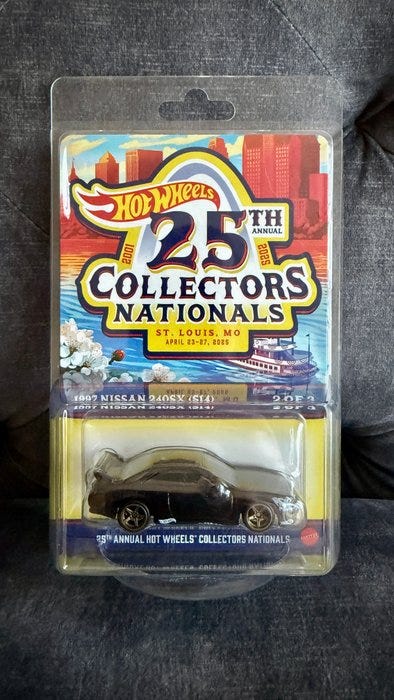 HOT WHEELS
25TH
ANNUAL
2001
2025
COLLECTORS
NATIONALS
ST. LOUIS, MO
APRIL 23-27, 2025
1997 NISSAN 240SX (S14)
2 OF 3
25TH ANNUAL HOT WHEELS COLLECTORS NATIONALS